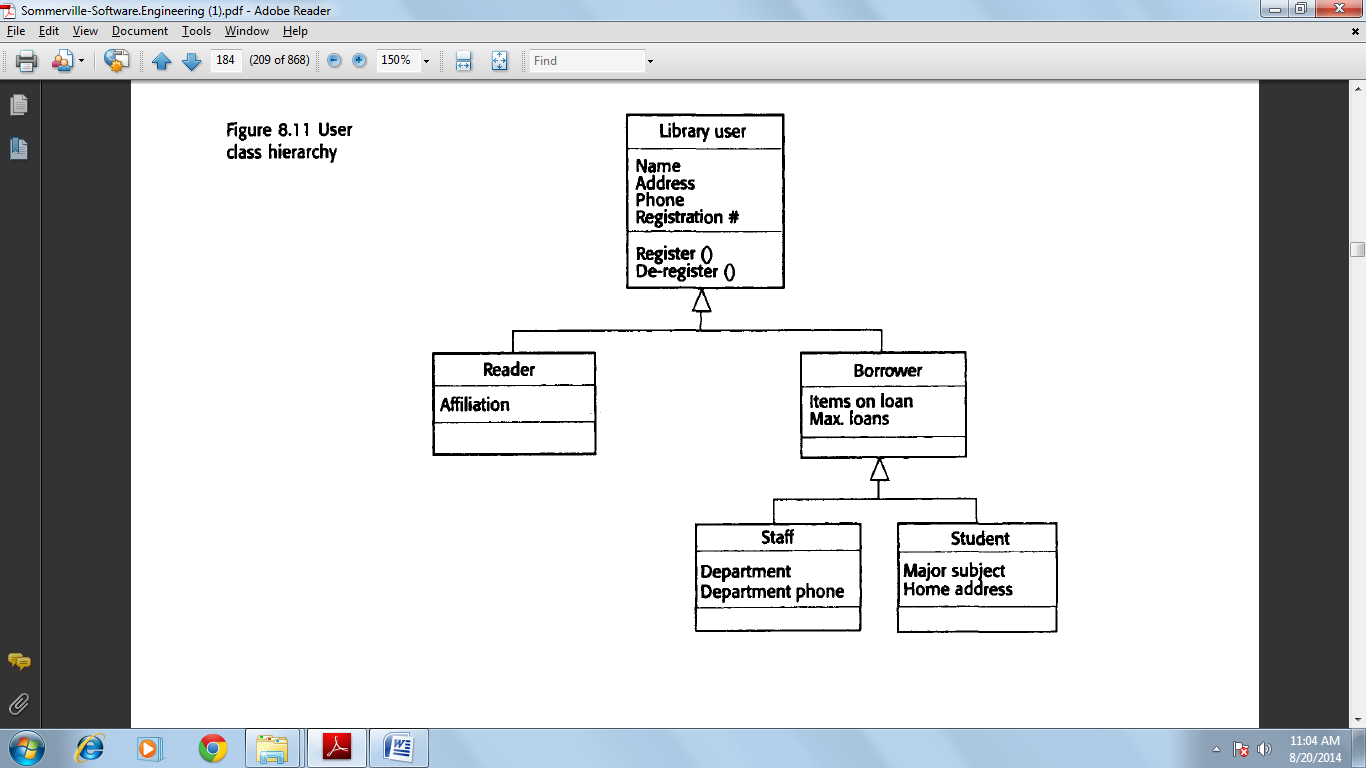 Sommerville-Software.Engineering (1).pdf - Adobe Reader
File Edit View Document Tools Window Help
184 (209 of 868) 150% Find
Figure 8.11 User
class hierarchy
Library user
Name
Address
Phone
Registration #
Register ()
De-register ()
Reader
Affiliation
Borrower
Items on loan
Max. loans
Staff
Department
Department phone
Student
Major subject
Home address
11:04 AM
8/20/2014